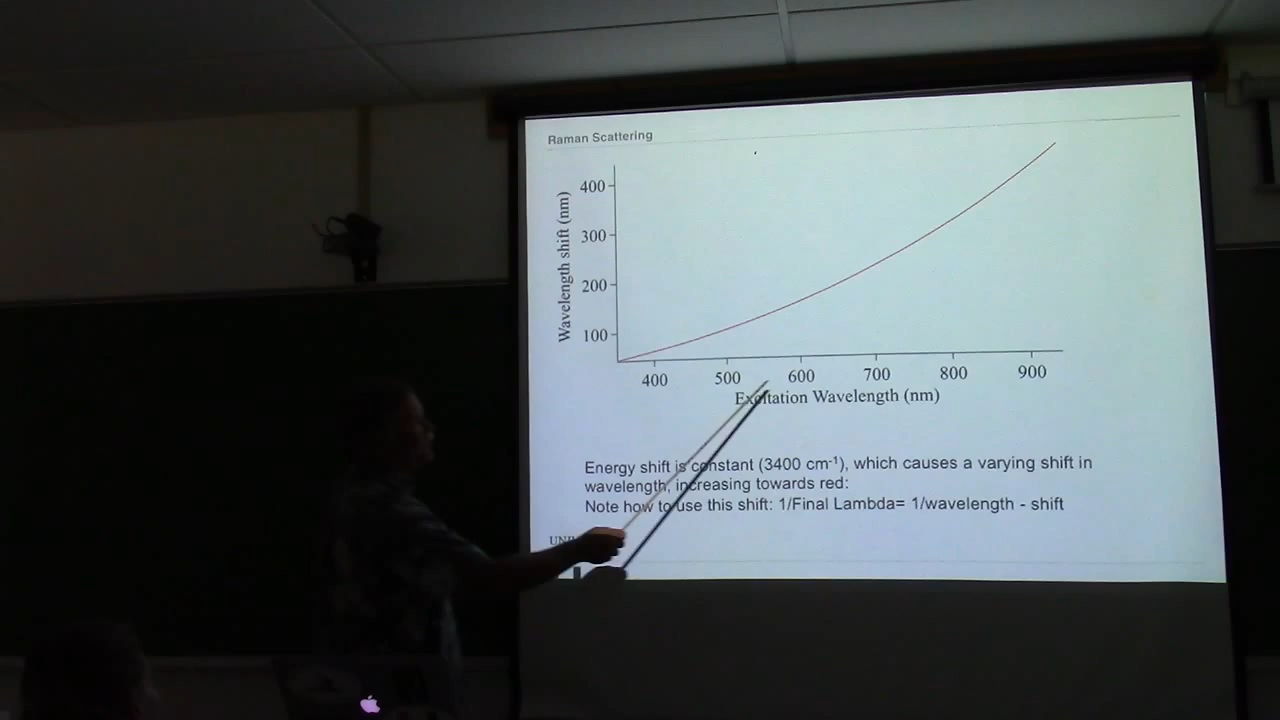 Raman Scattering
400
300
200
100
Wavelength shift (nm)
400 500 600 700 800 900
Excitation Wavelength (nm)
Energy shift is constant (3400 cm⁻¹), which causes a varying shift in
wavelength, increasing towards red:
Note how to use this shift: 1/Final Lambda= 1/wavelength - shift